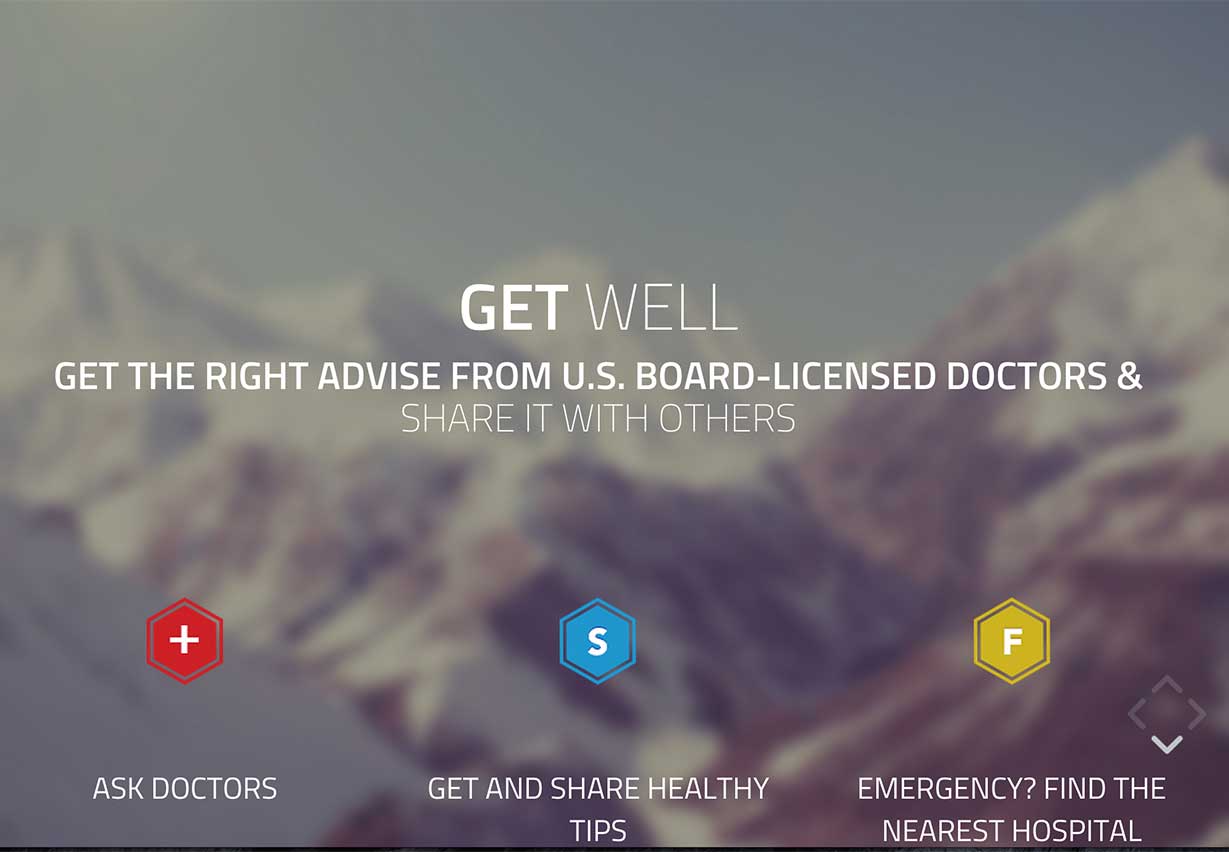 GET WELL
GET THE RIGHT ADVISE FROM U.S. BOARD-LICENSED DOCTORS &
SHARE IT WITH OTHERS
+ S F
ASK DOCTORS
GET AND SHARE HEALTHY
TIPS
EMERGENCY? FIND THE
NEAREST HOSPITAL